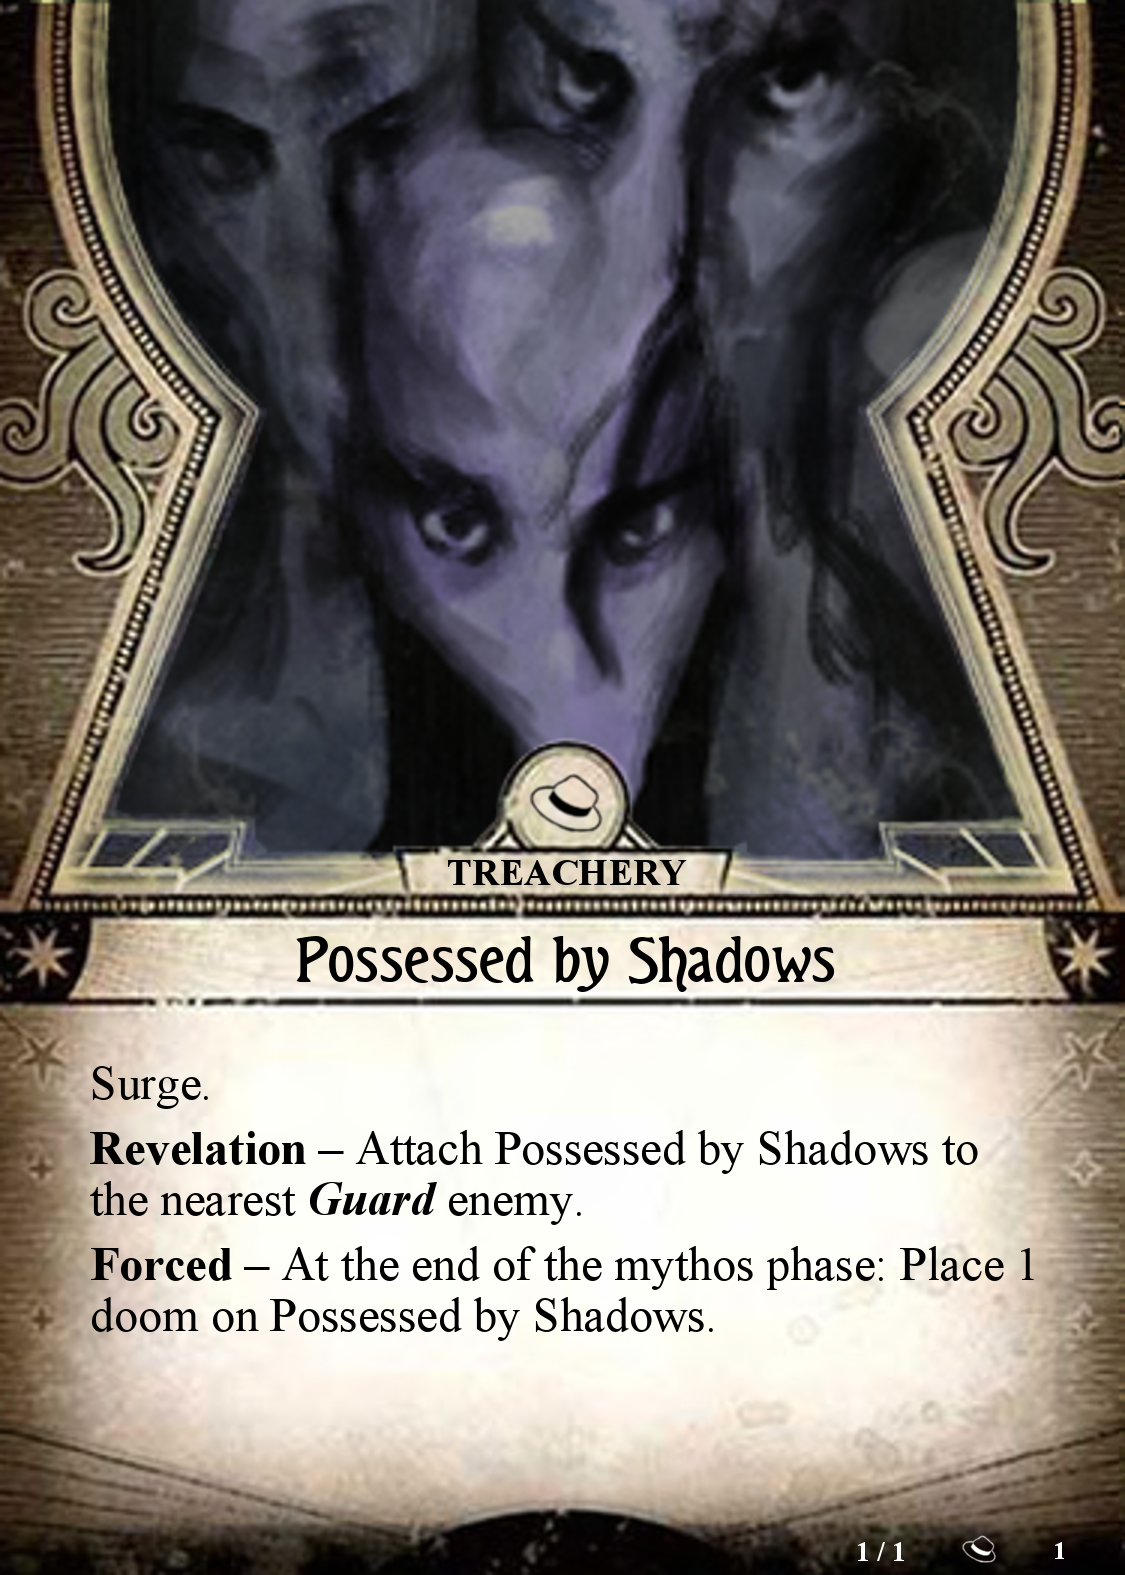 TREACHERY
Possessed by Shadows
Surge.
Revelation – Attach Possessed by Shadows to
the nearest Guard enemy.
Forced – At the end of the mythos phase: Place 1
doom on Possessed by Shadows.
1 / 1 1